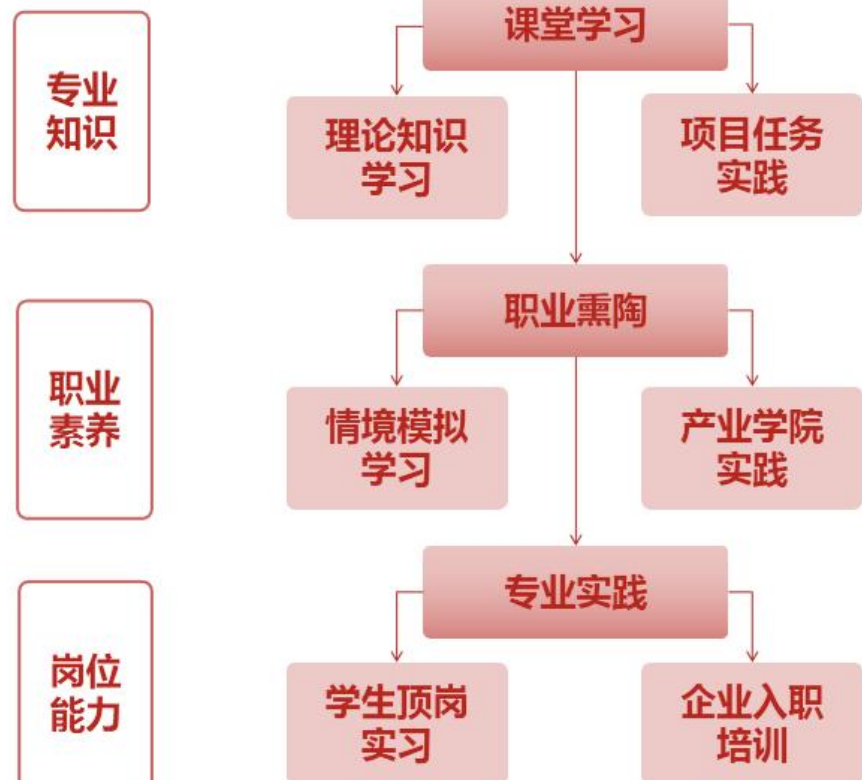 专业
知识
课堂学习
理论知识
学习
项目任务
实践
职业
素养
职业熏陶
情境模拟
学习
产业学院
实践
岗位
能力
专业实践
学生顶岗
实习
企业入职
培训